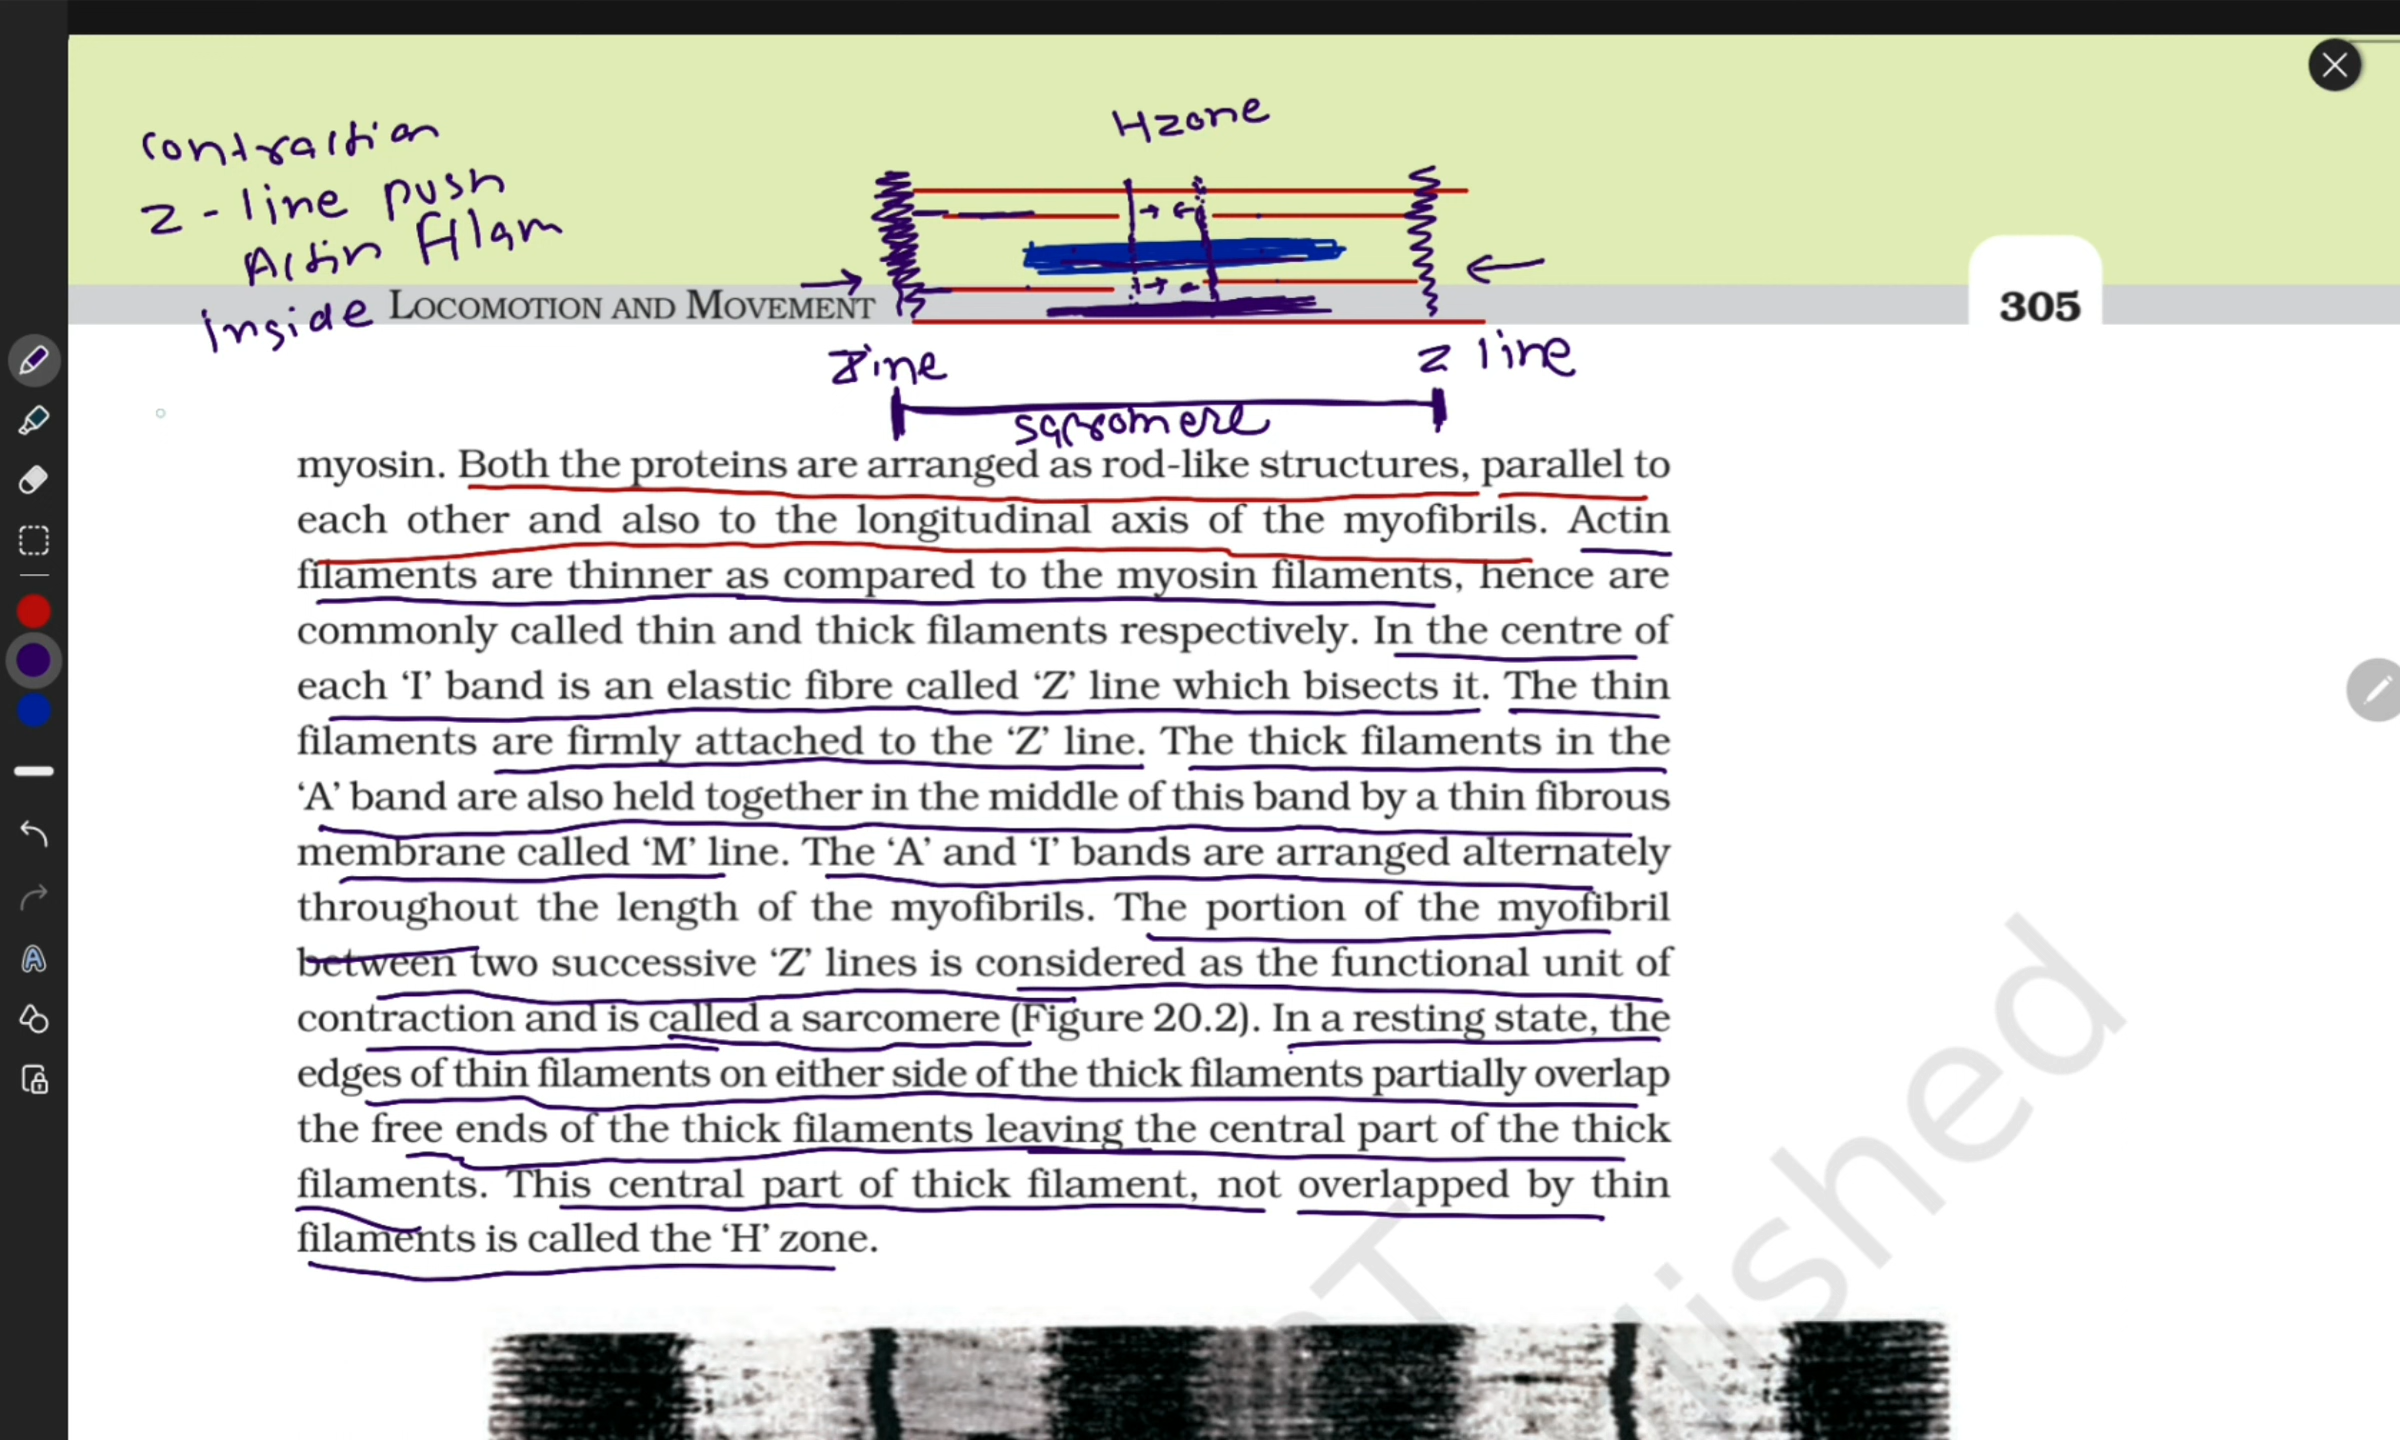 Hzone
contraction
Z - line push
Actin Filam
inside
LOCOMOTION AND MOVEMENT
305
Z line
sarcomere
myosin. Both the proteins are arranged as rod-like structures, parallel to
each other and also to the longitudinal axis of the myofibrils. Actin
filaments are thinner as compared to the myosin filaments, hence are
commonly called thin and thick filaments respectively. In the centre of
each ‘I’ band is an elastic fibre called ‘Z’ line which bisects it. The thin
filaments are firmly attached to the ‘Z’ line. The thick filaments in the
‘A’ band are also held together in the middle of this band by a thin fibrous
membrane called ‘M’ line. The ‘A’ and ‘I’ bands are arranged alternately
throughout the length of the myofibrils. The portion of the myofibril
between two successive ‘Z’ lines is considered as the functional unit of
contraction and is called a sarcomere (Figure 20.2). In a resting state, the
edges of thin filaments on either side of the thick filaments partially overlap
the free ends of the thick filaments leaving the central part of the thick
filaments. This central part of thick filament, not overlapped by thin
filaments is called the ‘H’ zone.